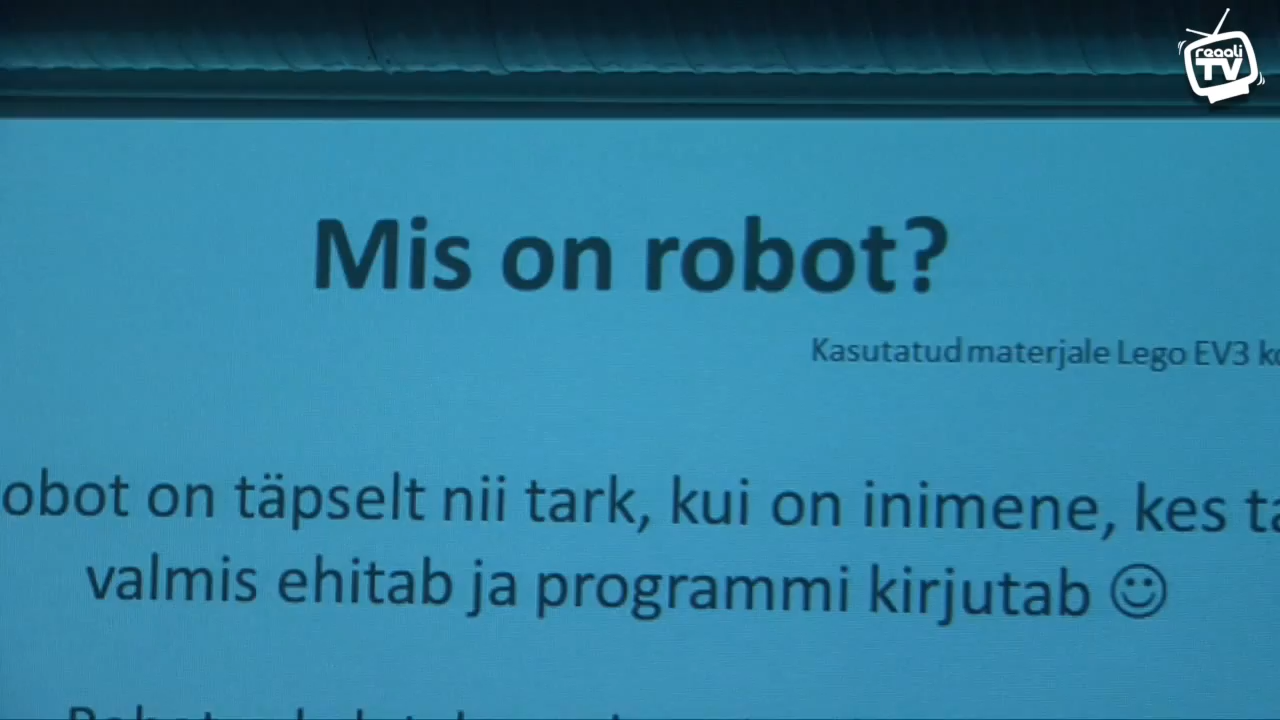 reaali
TV
Mis on robot?
Kasutatud materjale Lego EV3
on täpselt nii tark, kui on inimene, kes
valmis ehitab ja programmi kirjutab ☺